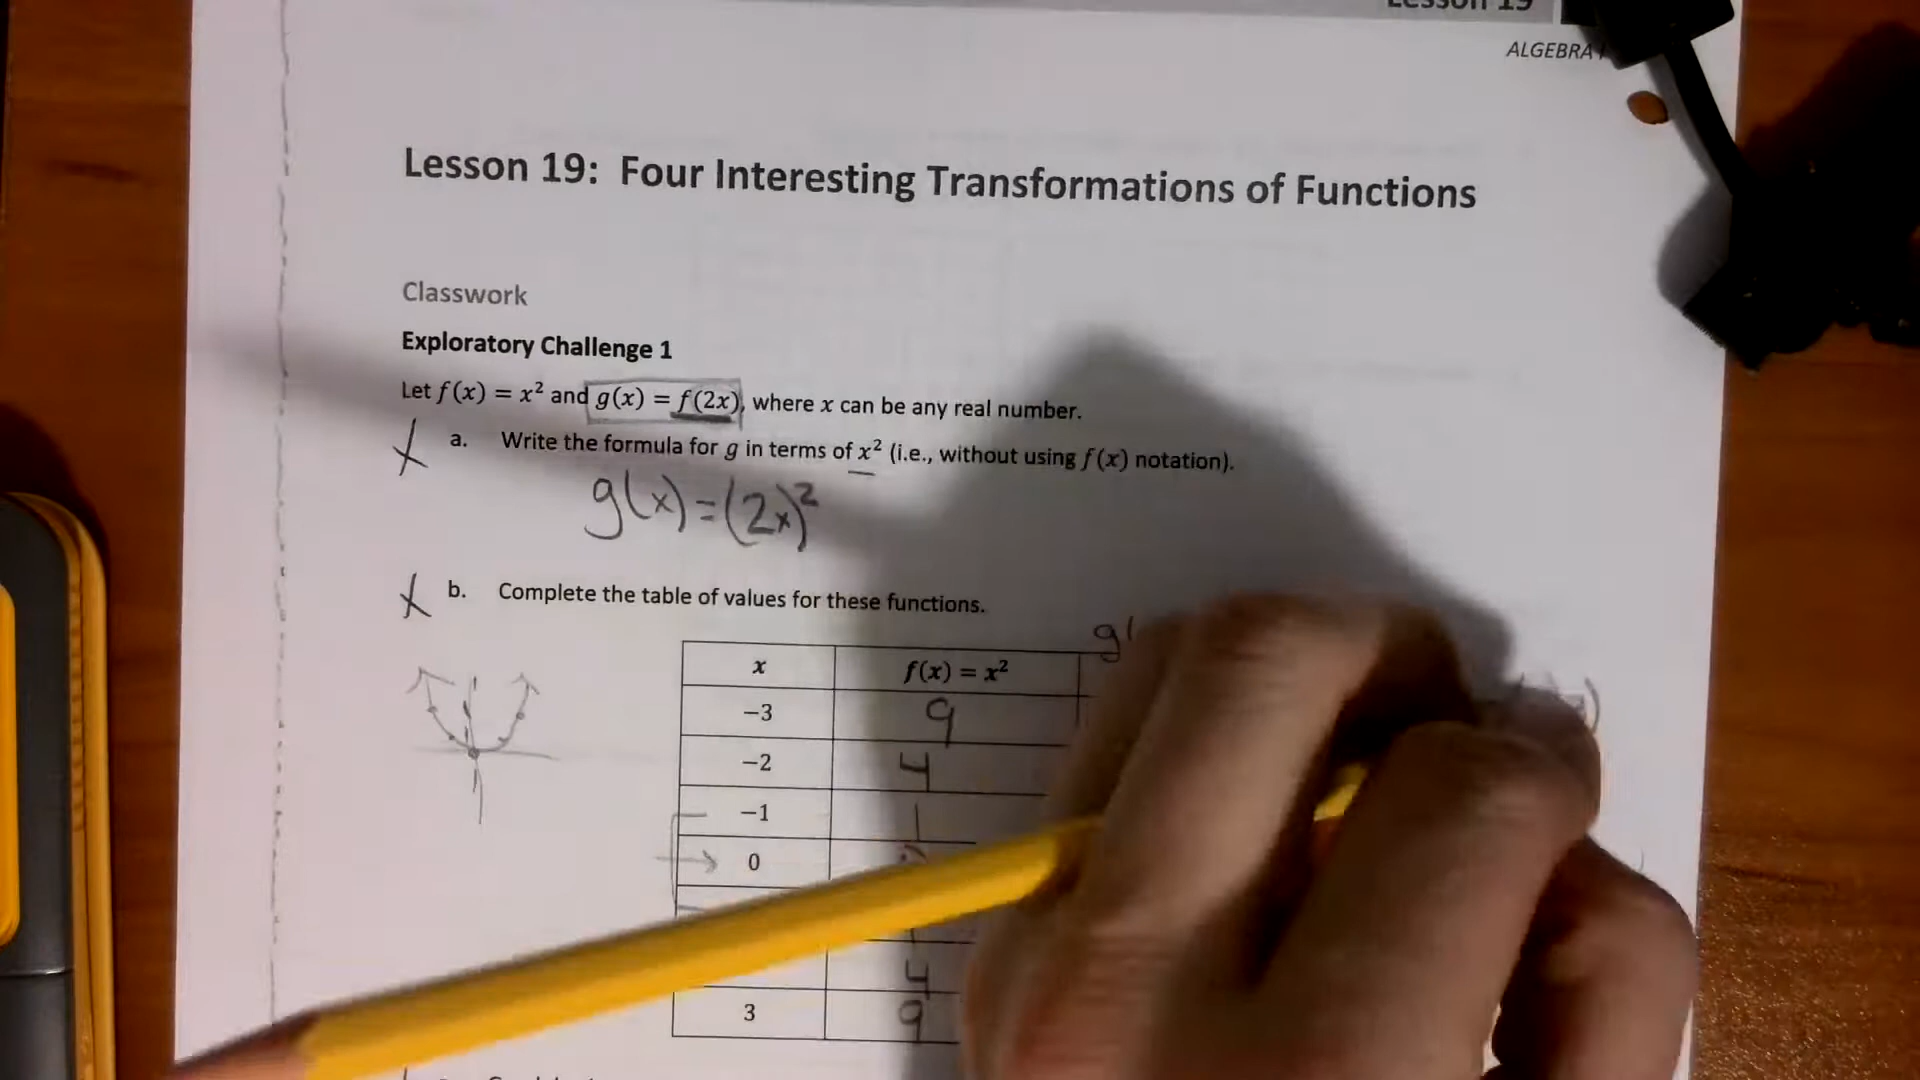 Lesson 19
ALGEBRA I
Lesson 19: Four Interesting Transformations of Functions
Classwork
Exploratory Challenge 1
Let f(x) = x² and g(x) = f(2x), where x can be any real number.
a. Write the formula for g in terms of x² (i.e., without using f(x) notation).
g(x)=(2x)²
b. Complete the table of values for these functions.
g(
x f(x) = x²
−3 9
−2 4
−1 1
0
4
3 9